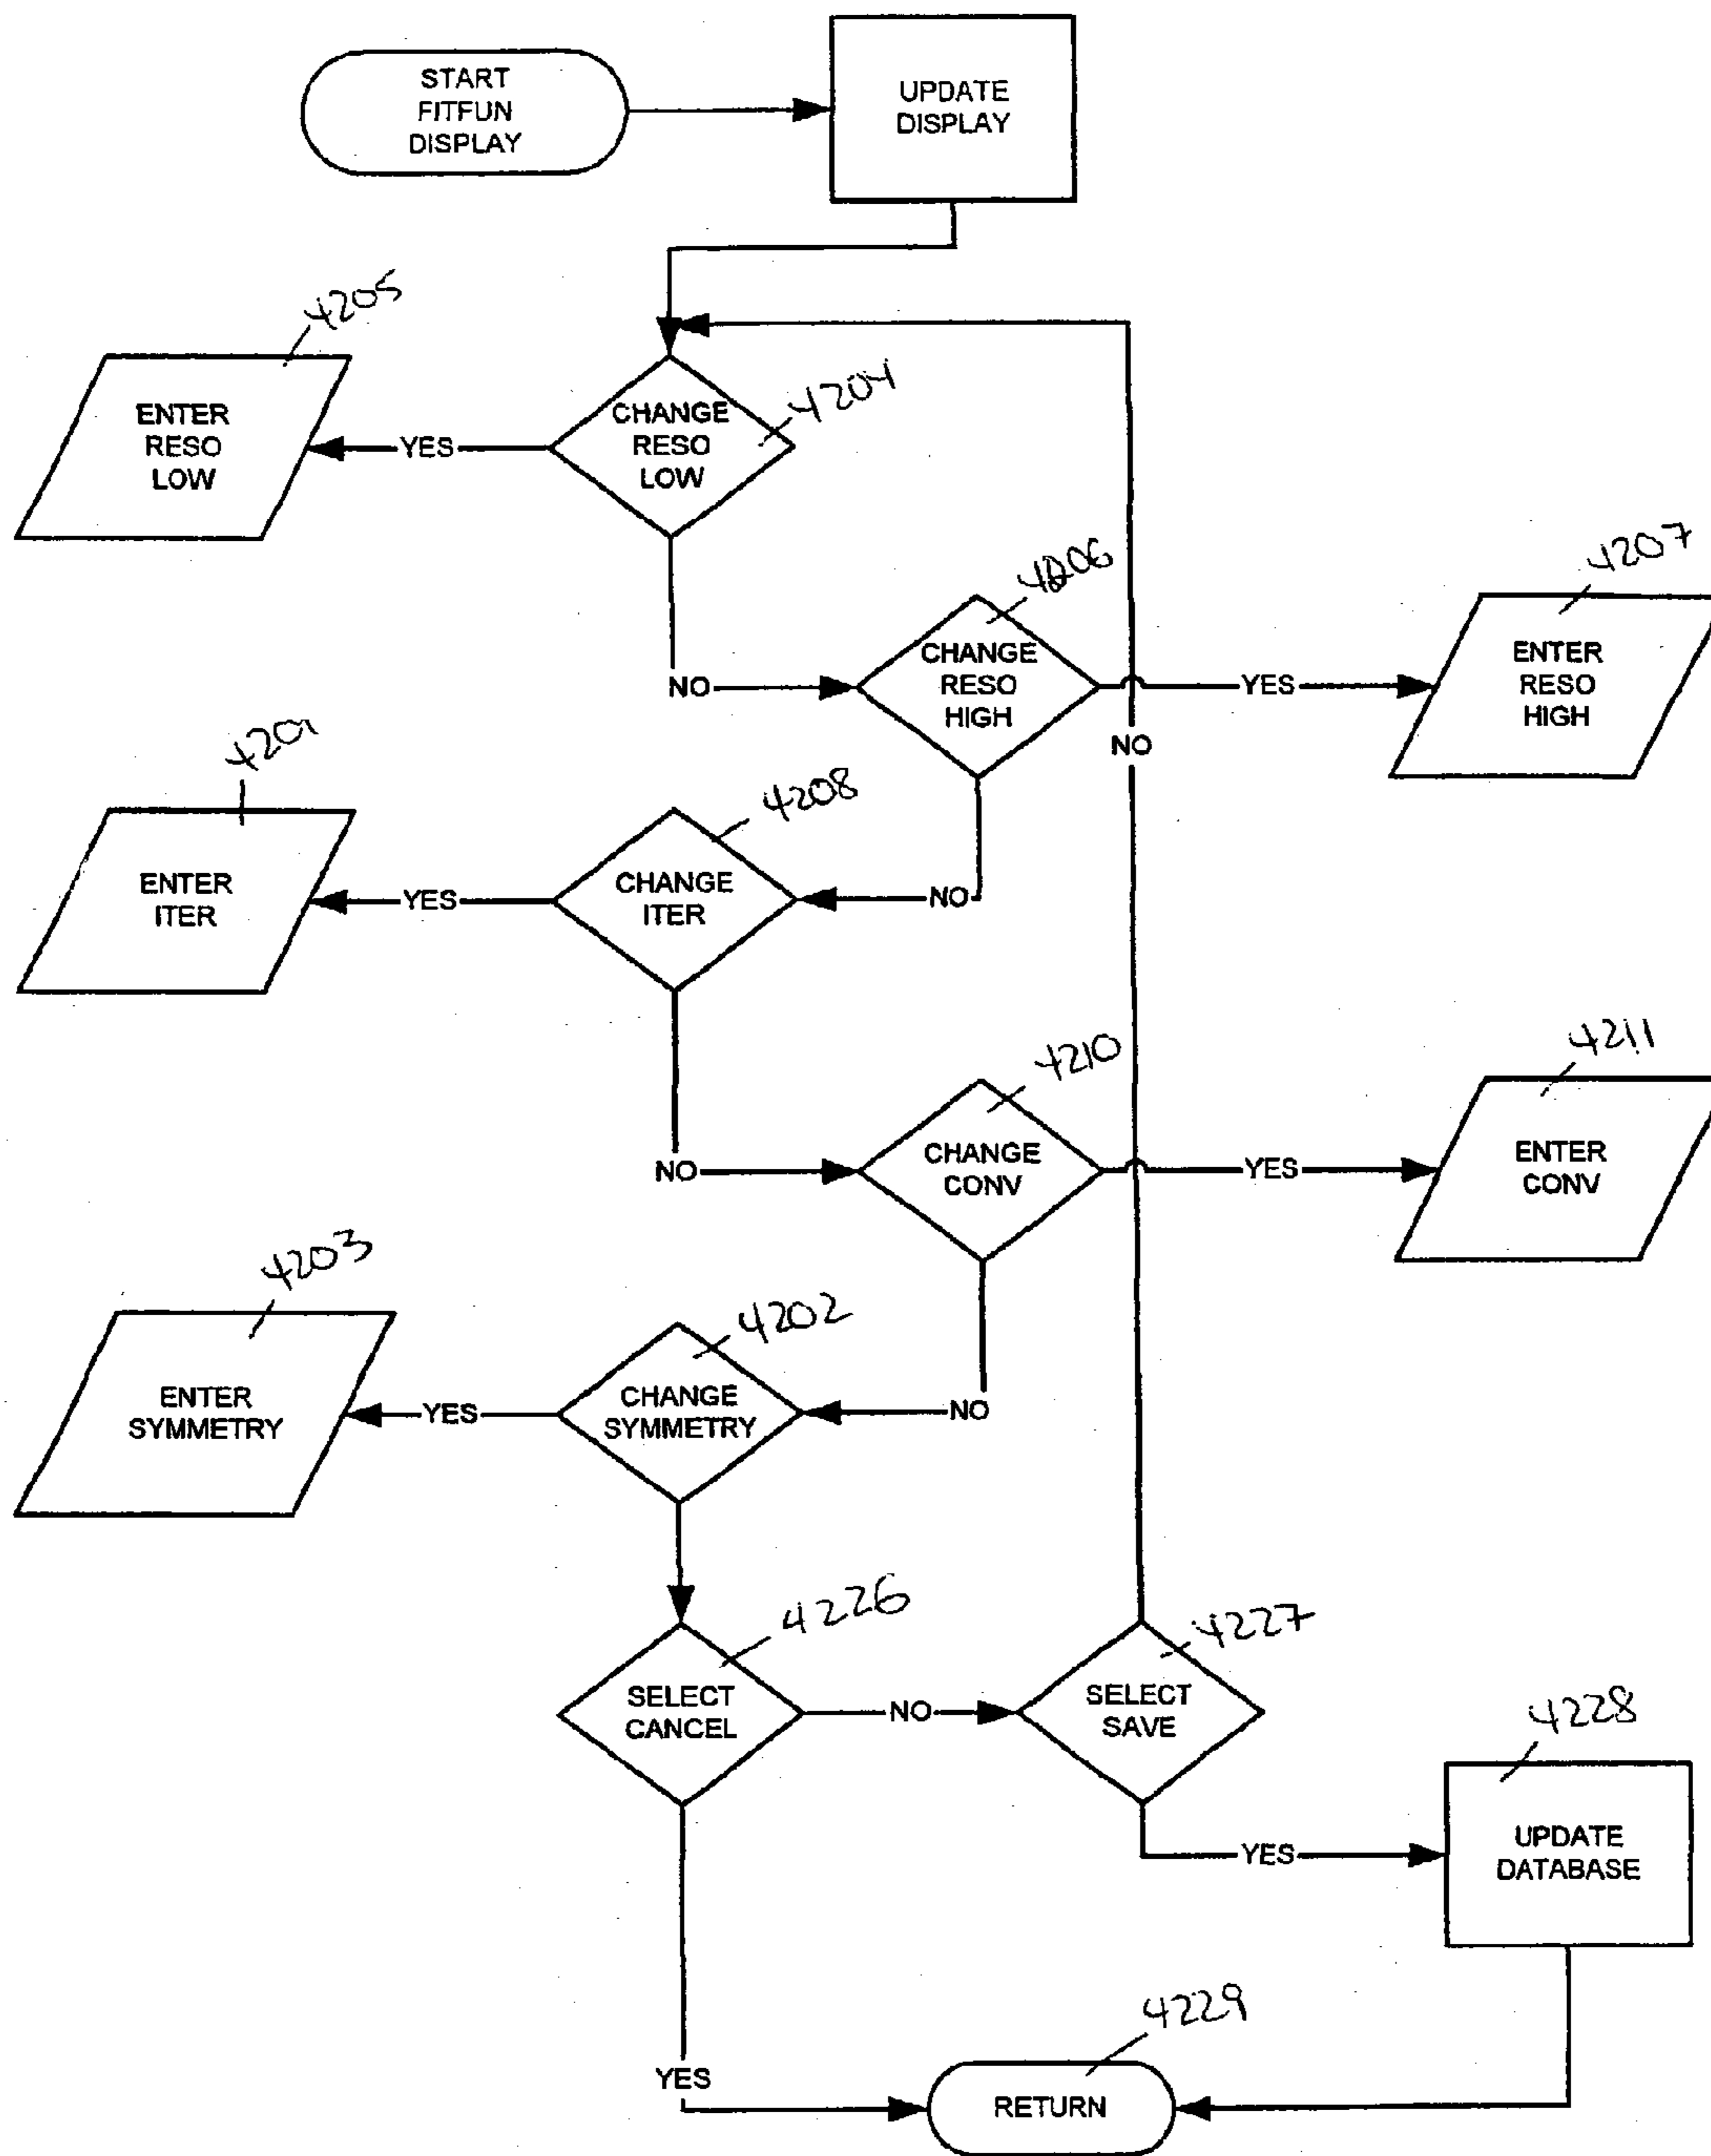 START
FITFUN
DISPLAY
UPDATE
DISPLAY
4205
ENTER
RESO
LOW
YES
CHANGE
RESO
LOW
4204
NO
4206
CHANGE
RESO
HIGH
YES
4207
ENTER
RESO
HIGH
NO
4209
ENTER
ITER
YES
4208
CHANGE
ITER
NO
NO
4210
CHANGE
CONV
YES
4211
ENTER
CONV
4203
ENTER
SYMMETRY
YES
4202
CHANGE
SYMMETRY
NO
4226
SELECT
CANCEL
NO
4227
SELECT
SAVE
4228
UPDATE
DATABASE
YES
YES
4229
RETURN